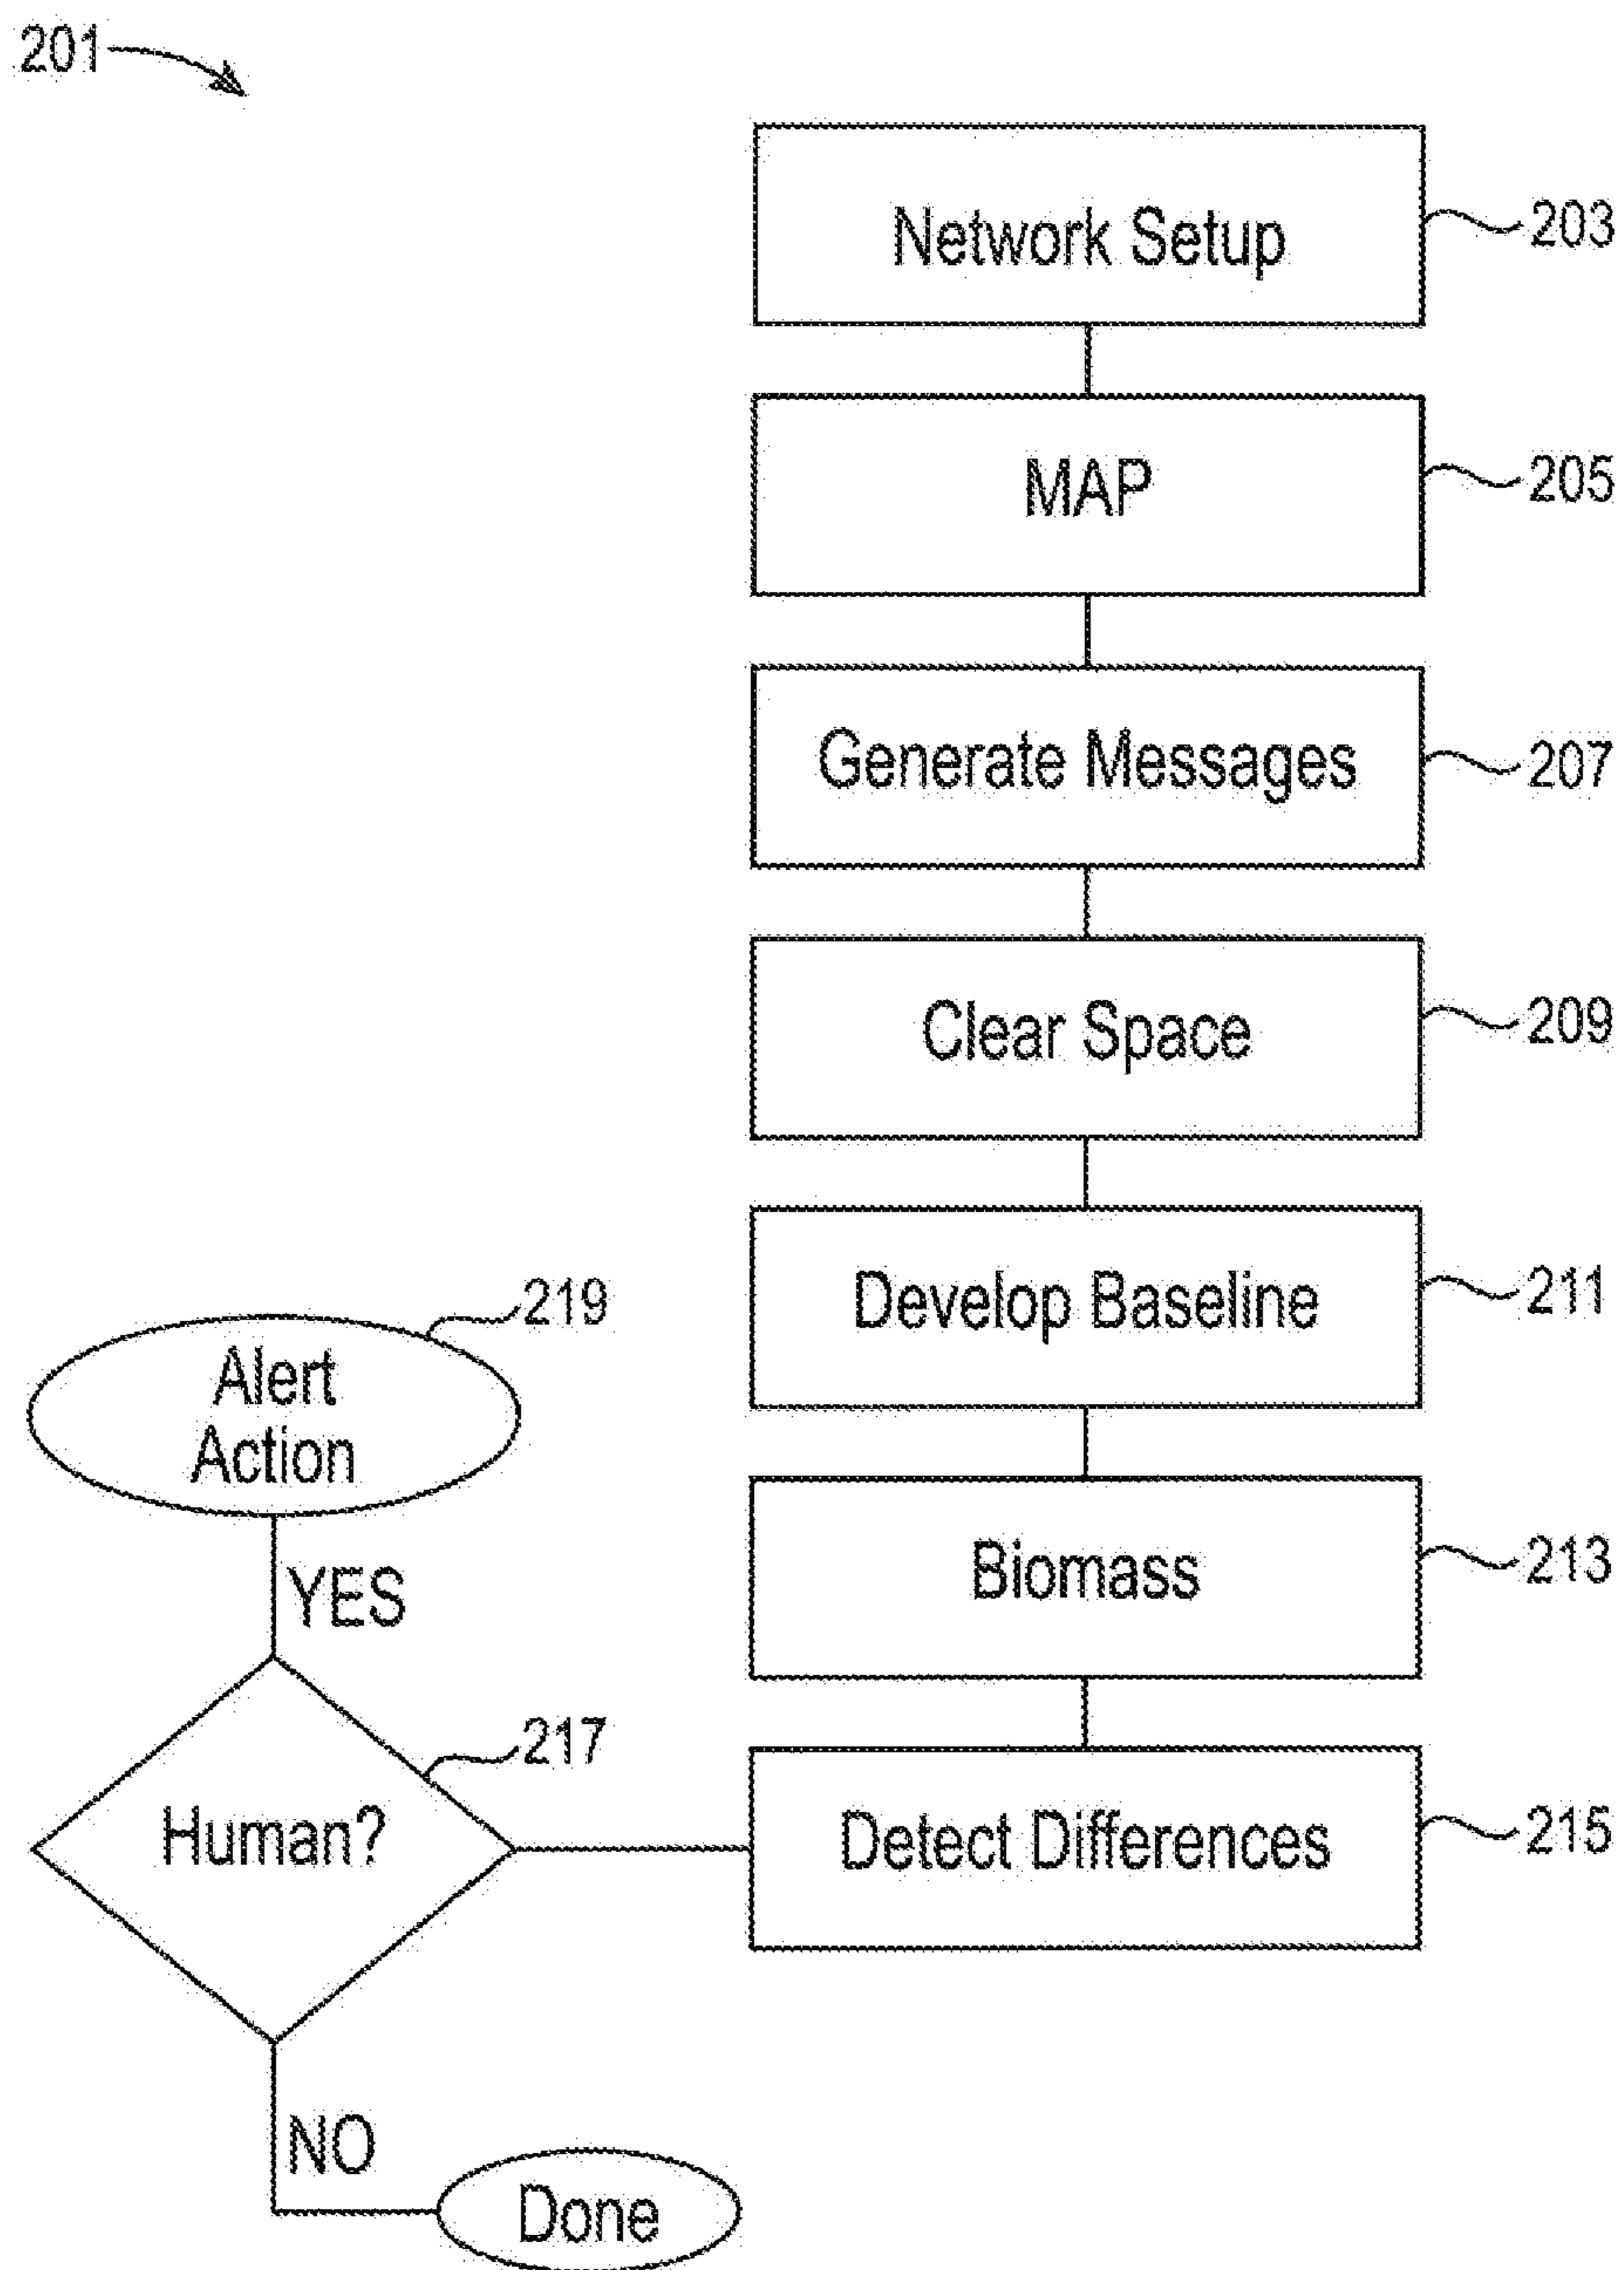 201
Network Setup
203
MAP
205
Generate Messages
207
Clear Space
209
Develop Baseline
211
Biomass
213
Detect Differences
215
Human?
217
YES
Alert
Action
219
NO
Done